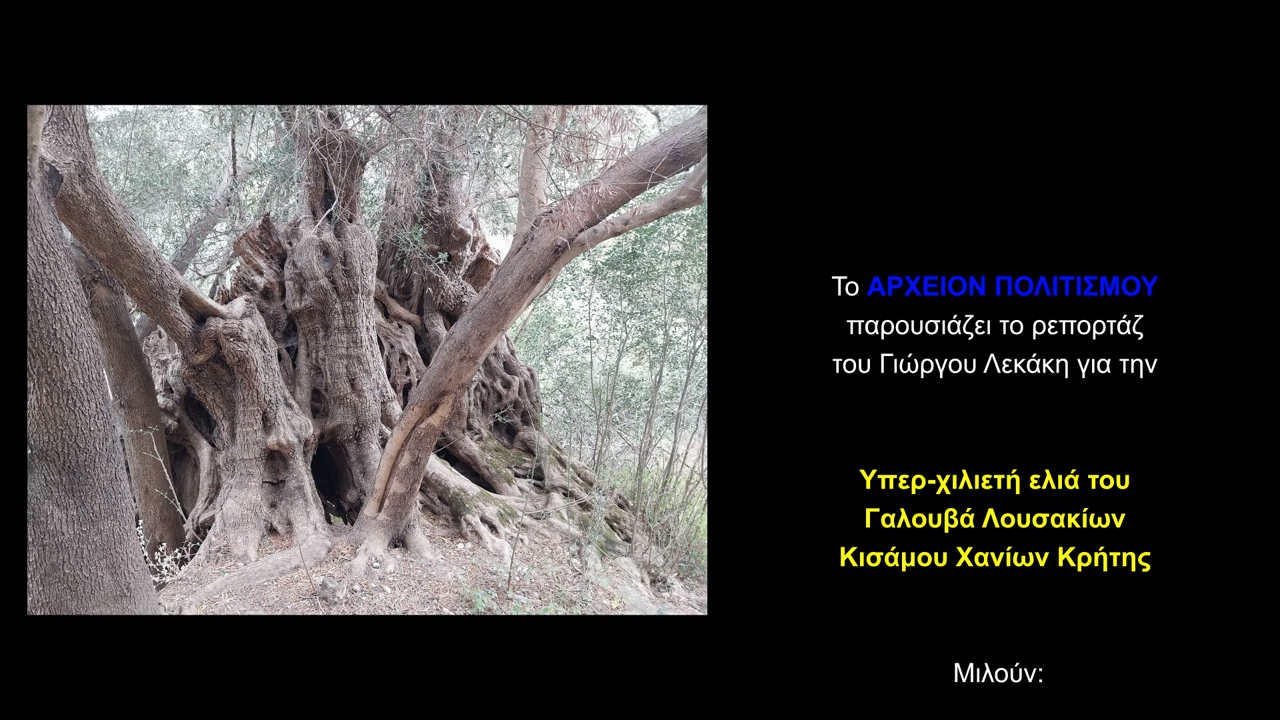 Το ΑΡΧΕΙΟΝ ΠΟΛΙΤΙΣΜΟΥ
παρουσιάζει το ρεπορτάζ
του Γιώργου Λεκάκη για την
Υπερ-χιλιετή ελιά του
Γαλουβά Λουσακίων
Κισάμου Χανίων Κρήτης
Μιλούν: